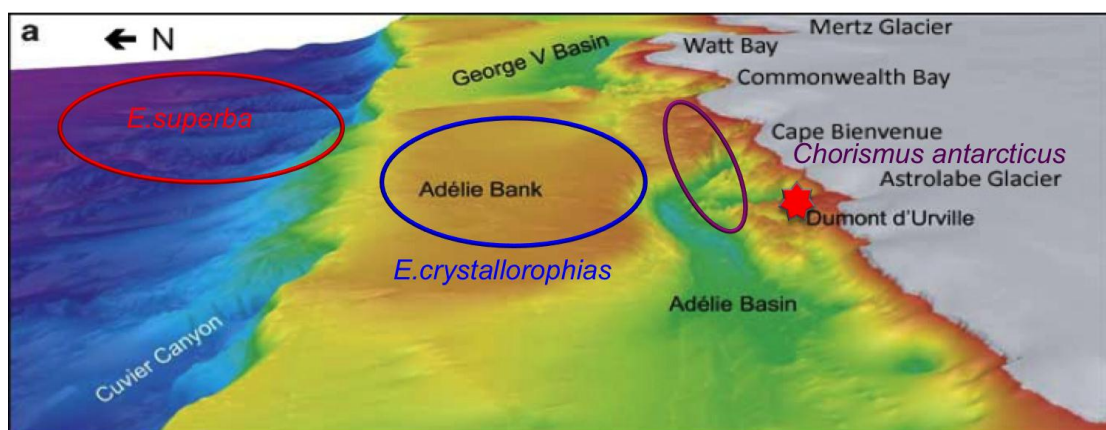 a
← N
Mertz Glacier
Watt Bay
George V Basin
Commonwealth Bay
E.superba
Cape Bienvenue
Chorismus antarcticus
Adélie Bank
Astrolabe Glacier
Dumont d'Urville
E.crystallorophias
Adélie Basin
Cuvier Canyon